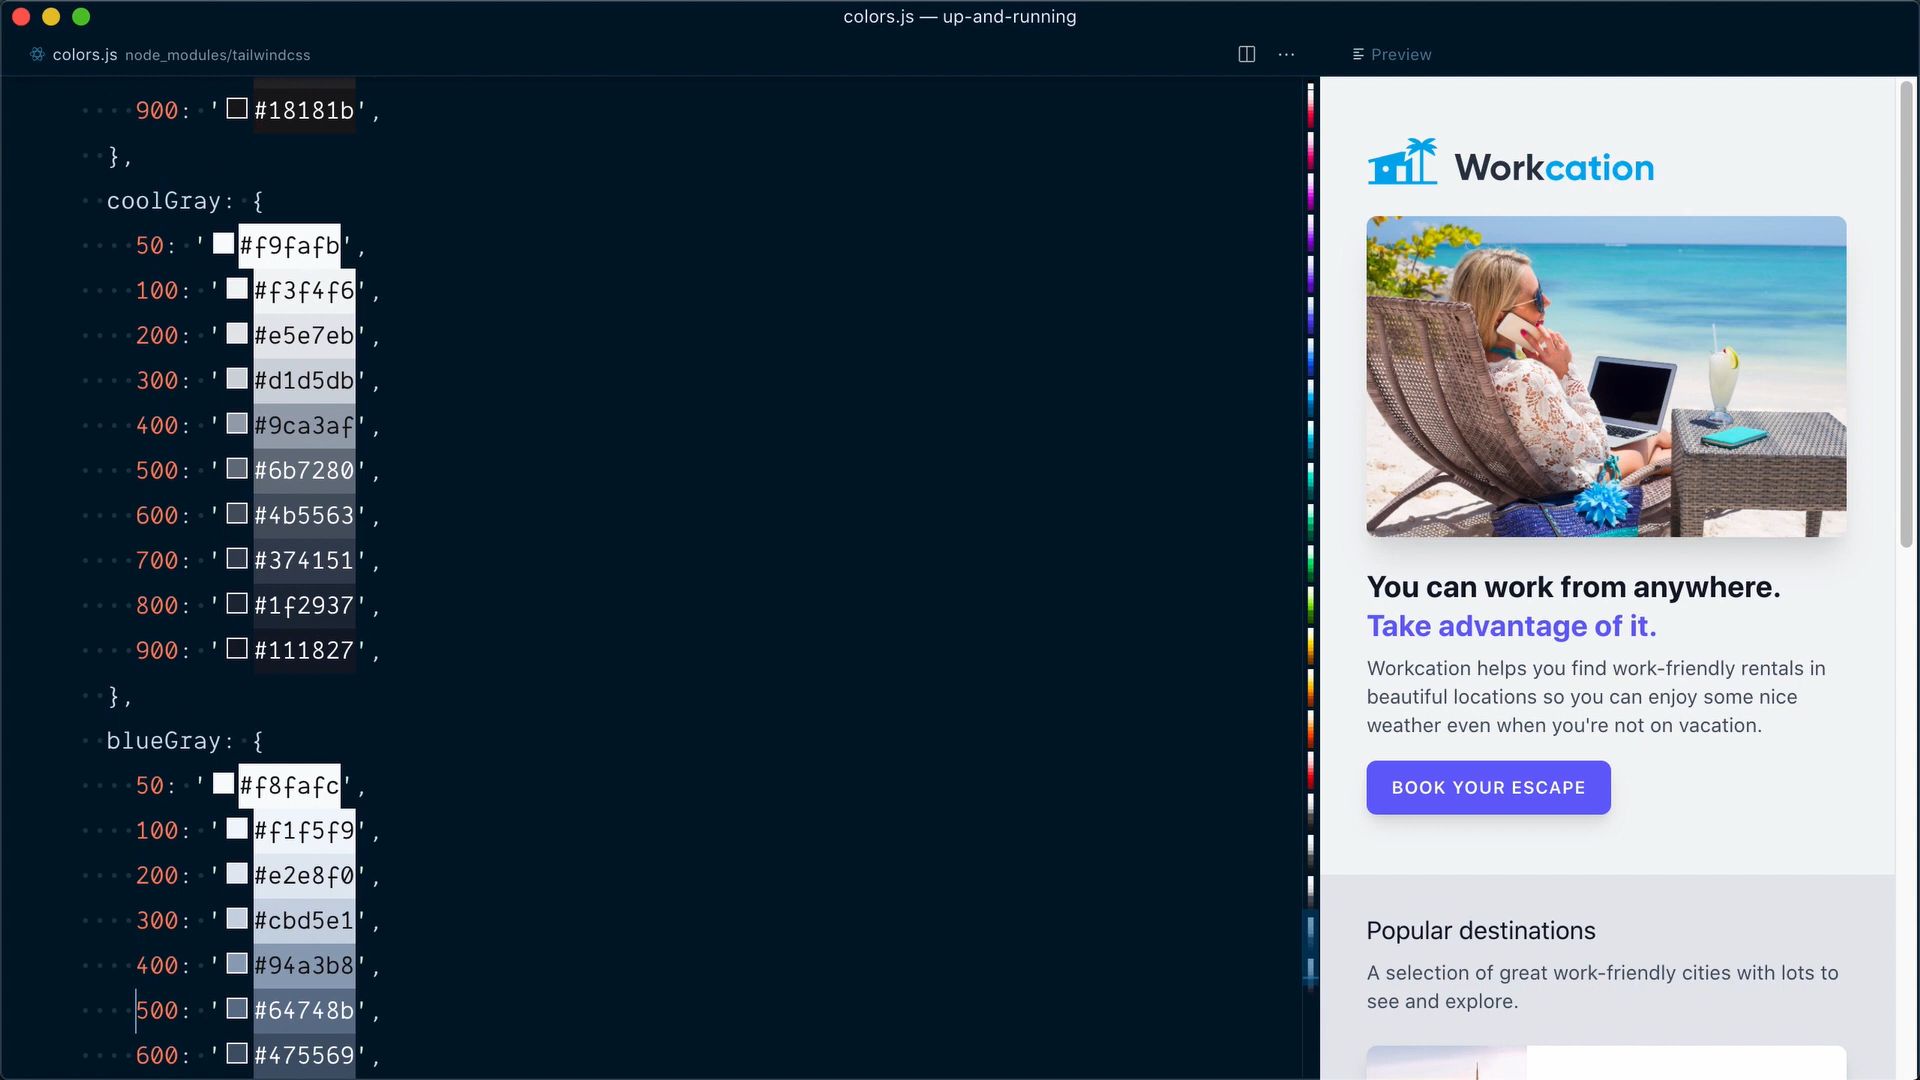 colors.js — up-and-running
colors.js node_modules/tailwindcss
Preview
900: '#18181b',
},
coolGray: {
50: '#f9fafb',
100: '#f3f4f6',
200: '#e5e7eb',
300: '#d1d5db',
400: '#9ca3af',
500: '#6b7280',
600: '#4b5563',
700: '#374151',
800: '#1f2937',
900: '#111827',
},
blueGray: {
50: '#f8fafc',
100: '#f1f5f9',
200: '#e2e8f0',
300: '#cbd5e1',
400: '#94a3b8',
500: '#64748b',
600: '#475569',
Workcation
You can work from anywhere.
Take advantage of it.
Workcation helps you find work-friendly rentals in
beautiful locations so you can enjoy some nice
weather even when you're not on vacation.
BOOK YOUR ESCAPE
Popular destinations
A selection of great work-friendly cities with lots to
see and explore.